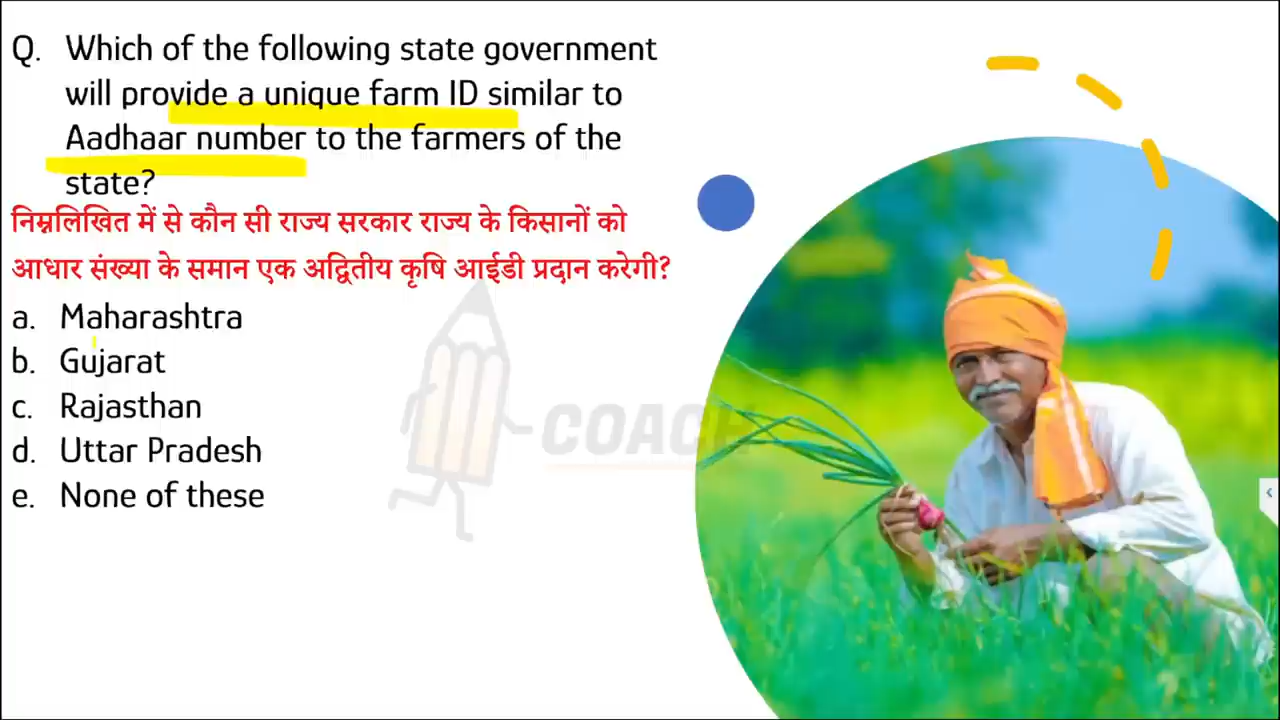 Q. Which of the following state government
will provide a unique farm ID similar to
Aadhaar number to the farmers of the
state?
निम्नलिखित में से कौन सी राज्य सरकार राज्य के किसानों को
आधार संख्या के समान एक अद्वितीय कृषि आईडी प्रदान करेगी?
a. Maharashtra
b. Gujarat
c. Rajasthan
d. Uttar Pradesh
e. None of these
COACH